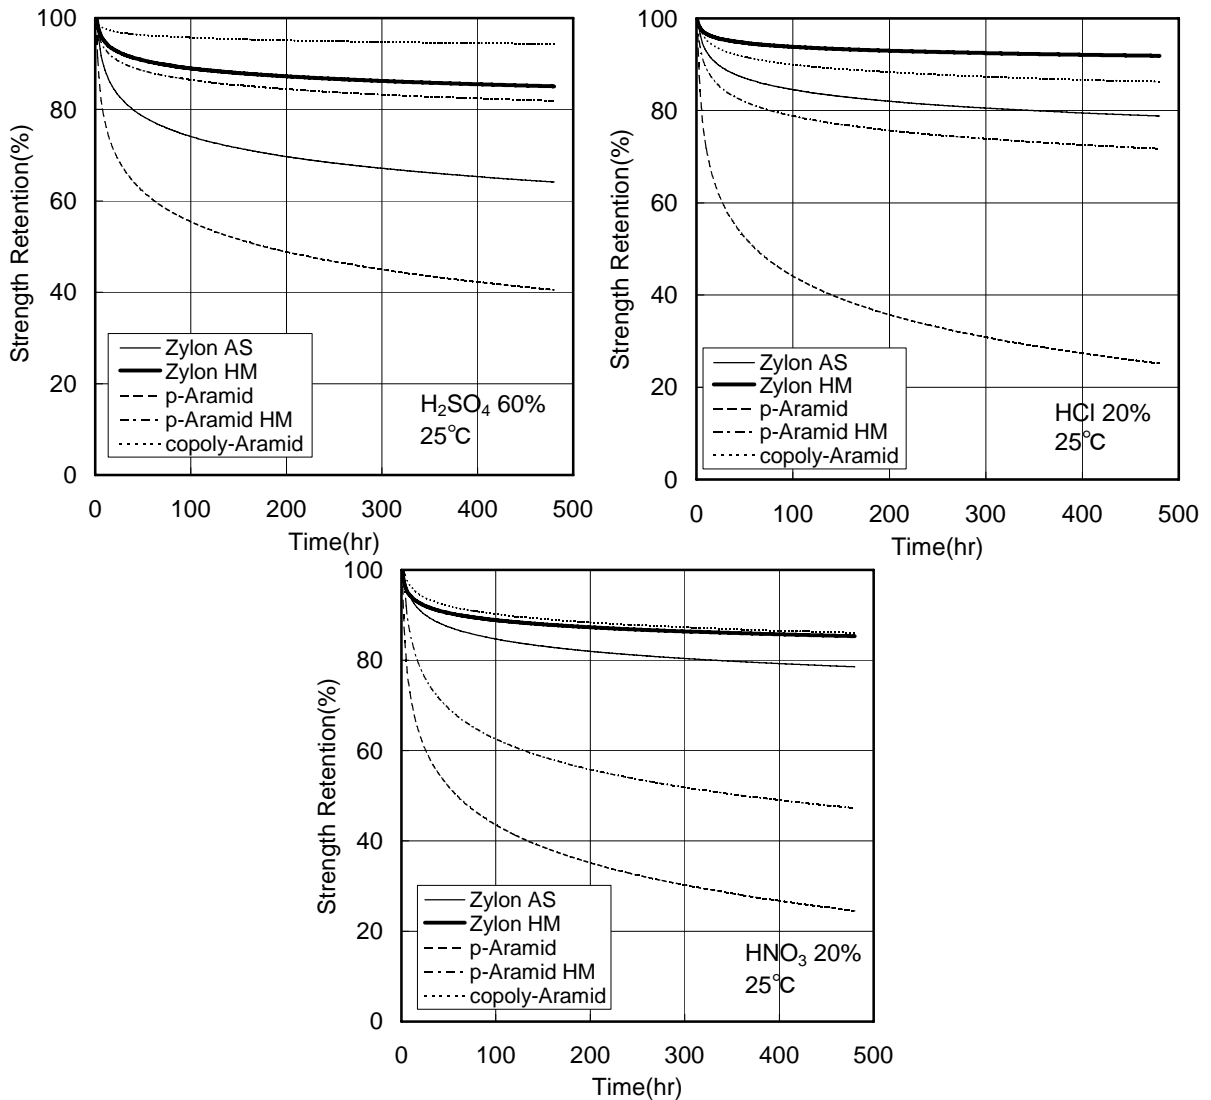 100
80
60
40
20
0
Strength Retention(%)
Zylon AS
Zylon HM
p-Aramid
p-Aramid HM
copoly-Aramid
H₂SO₄ 60%
25℃
0 100 200 300 400 500
Time(hr)
100
80
60
40
20
0
Strength Retention(%)
Zylon AS
Zylon HM
p-Aramid
p-Aramid HM
copoly-Aramid
HCl 20%
25℃
0 100 200 300 400 500
Time(hr)
100
80
60
40
20
0
Strength Retention(%)
Zylon AS
Zylon HM
p-Aramid
p-Aramid HM
copoly-Aramid
HNO₃ 20%
25℃
0 100 200 300 400 500
Time(hr)